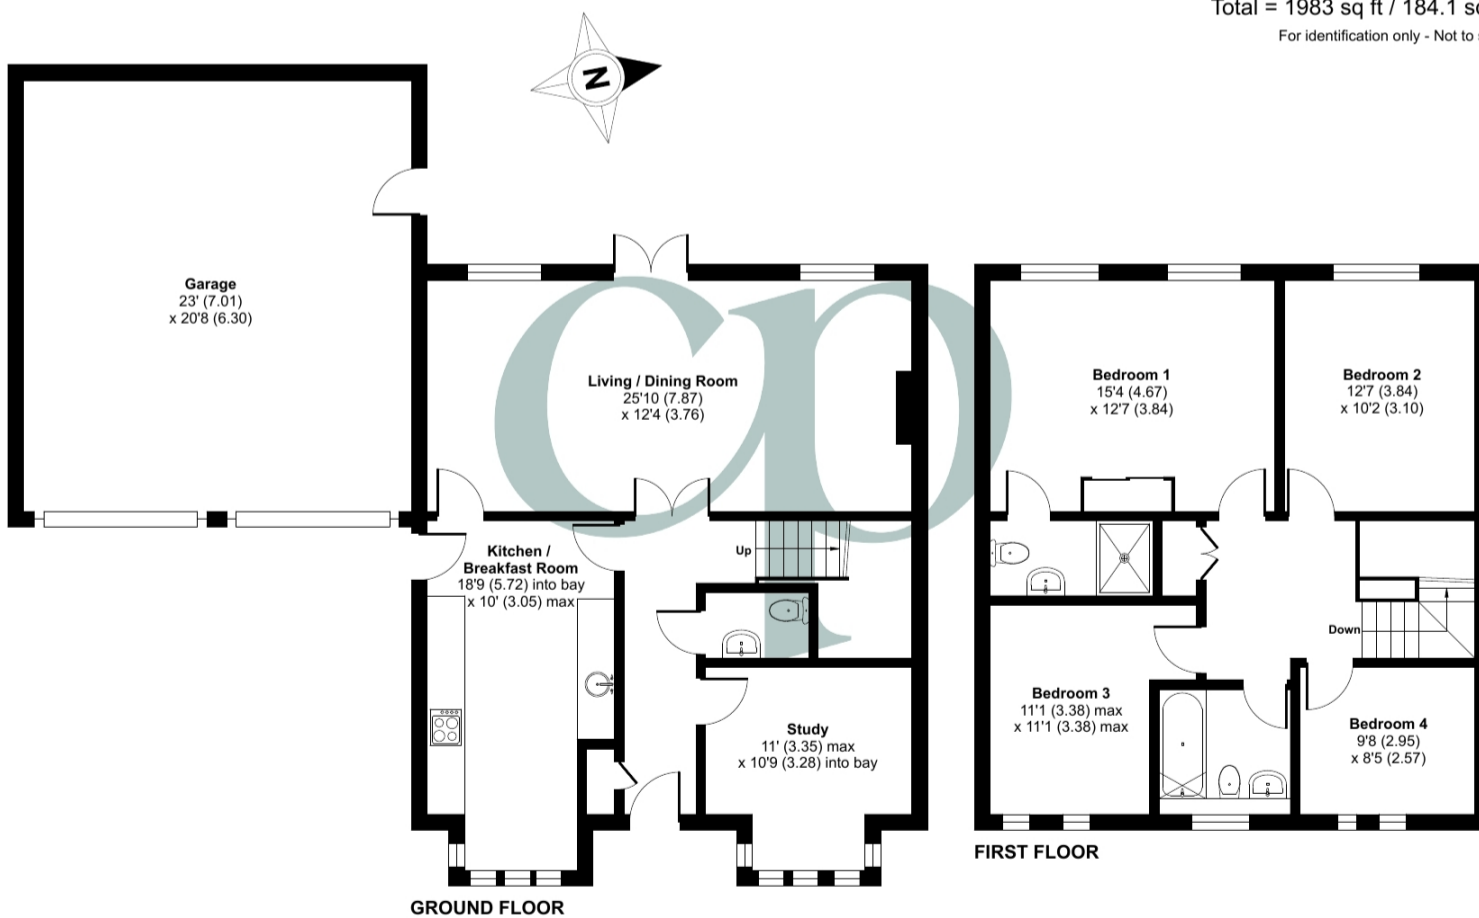 Total = 1983 sq ft / 184.1
For identification only - Not to
N
Garage
23' (7.01)
x 20'8 (6.30)
Living / Dining Room
25'10 (7.87)
x 12'4 (3.76)
Kitchen /
Breakfast Room
18'9 (5.72) into bay
x 10' (3.05) max
Up
Study
11' (3.35) max
x 10'9 (3.28) into bay
GROUND FLOOR
cp
Bedroom 1
15'4 (4.67)
x 12'7 (3.84)
Bedroom 2
12'7 (3.84)
x 10'2 (3.10)
Down
Bedroom 3
11'1 (3.38) max
x 11'1 (3.38) max
Bedroom 4
9'8 (2.95)
x 8'5 (2.57)
FIRST FLOOR